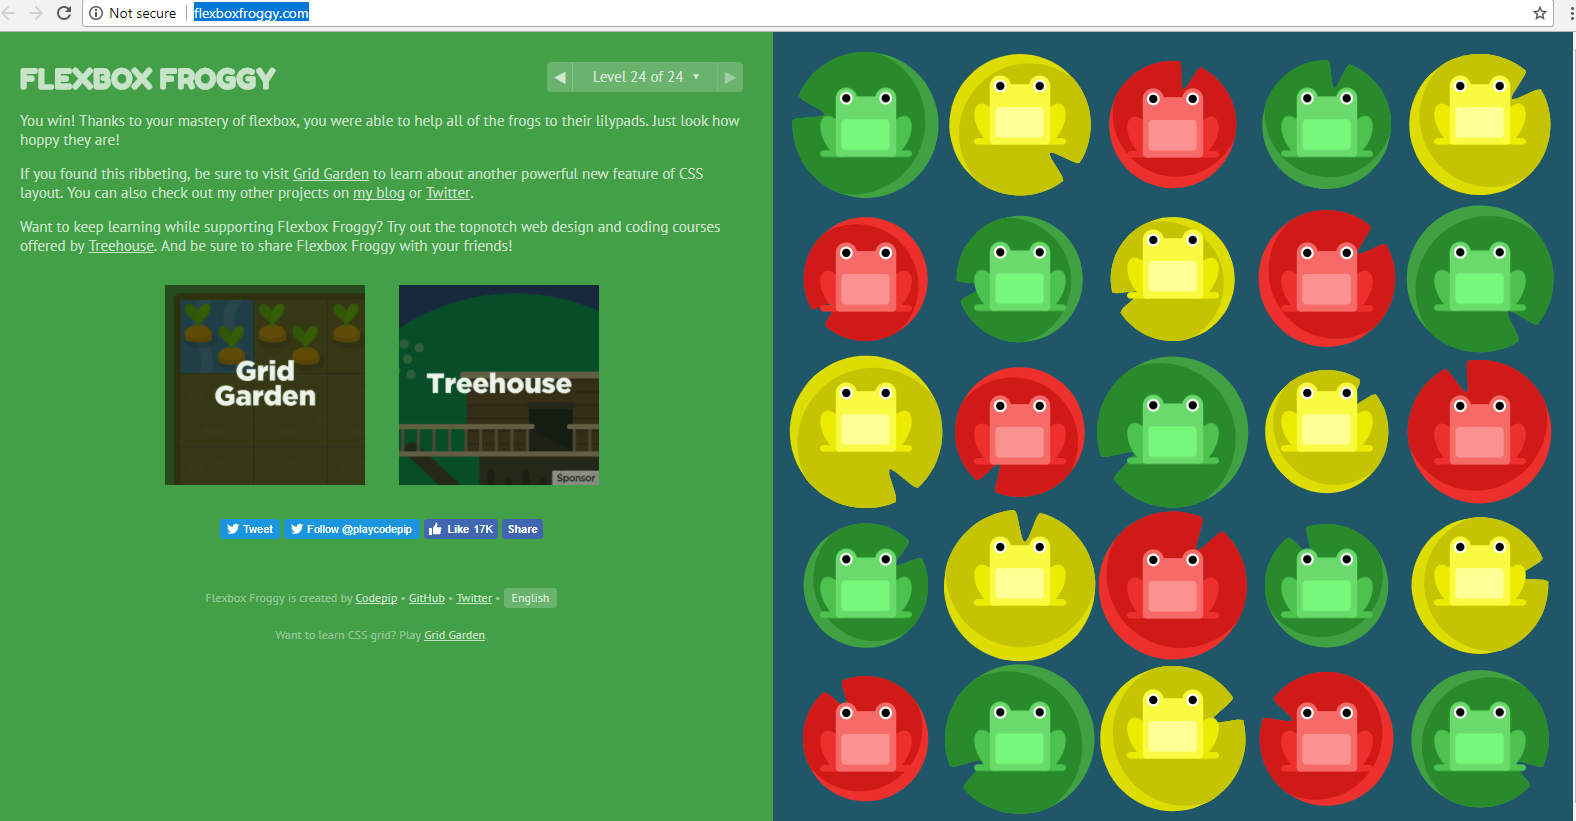 Not secure flexboxfroggy.com
FLEXBOX FROGGY
Level 24 of 24
You win! Thanks to your mastery of flexbox, you were able to help all of the frogs to their lilypads. Just look how
hoppy they are!
If you found this ribbeting, be sure to visit Grid Garden to learn about another powerful new feature of CSS
layout. You can also check out my other projects on my blog or Twitter.
Want to keep learning while supporting Flexbox Froggy? Try out the topnotch web design and coding courses
offered by Treehouse. And be sure to share Flexbox Froggy with your friends!
Grid
Garden
Treehouse
Sponsor
Tweet Follow @playcodepip Like 17K Share
Flexbox Froggy is created by Codepip • GitHub • Twitter • English
Want to learn CSS grid? Play Grid Garden.